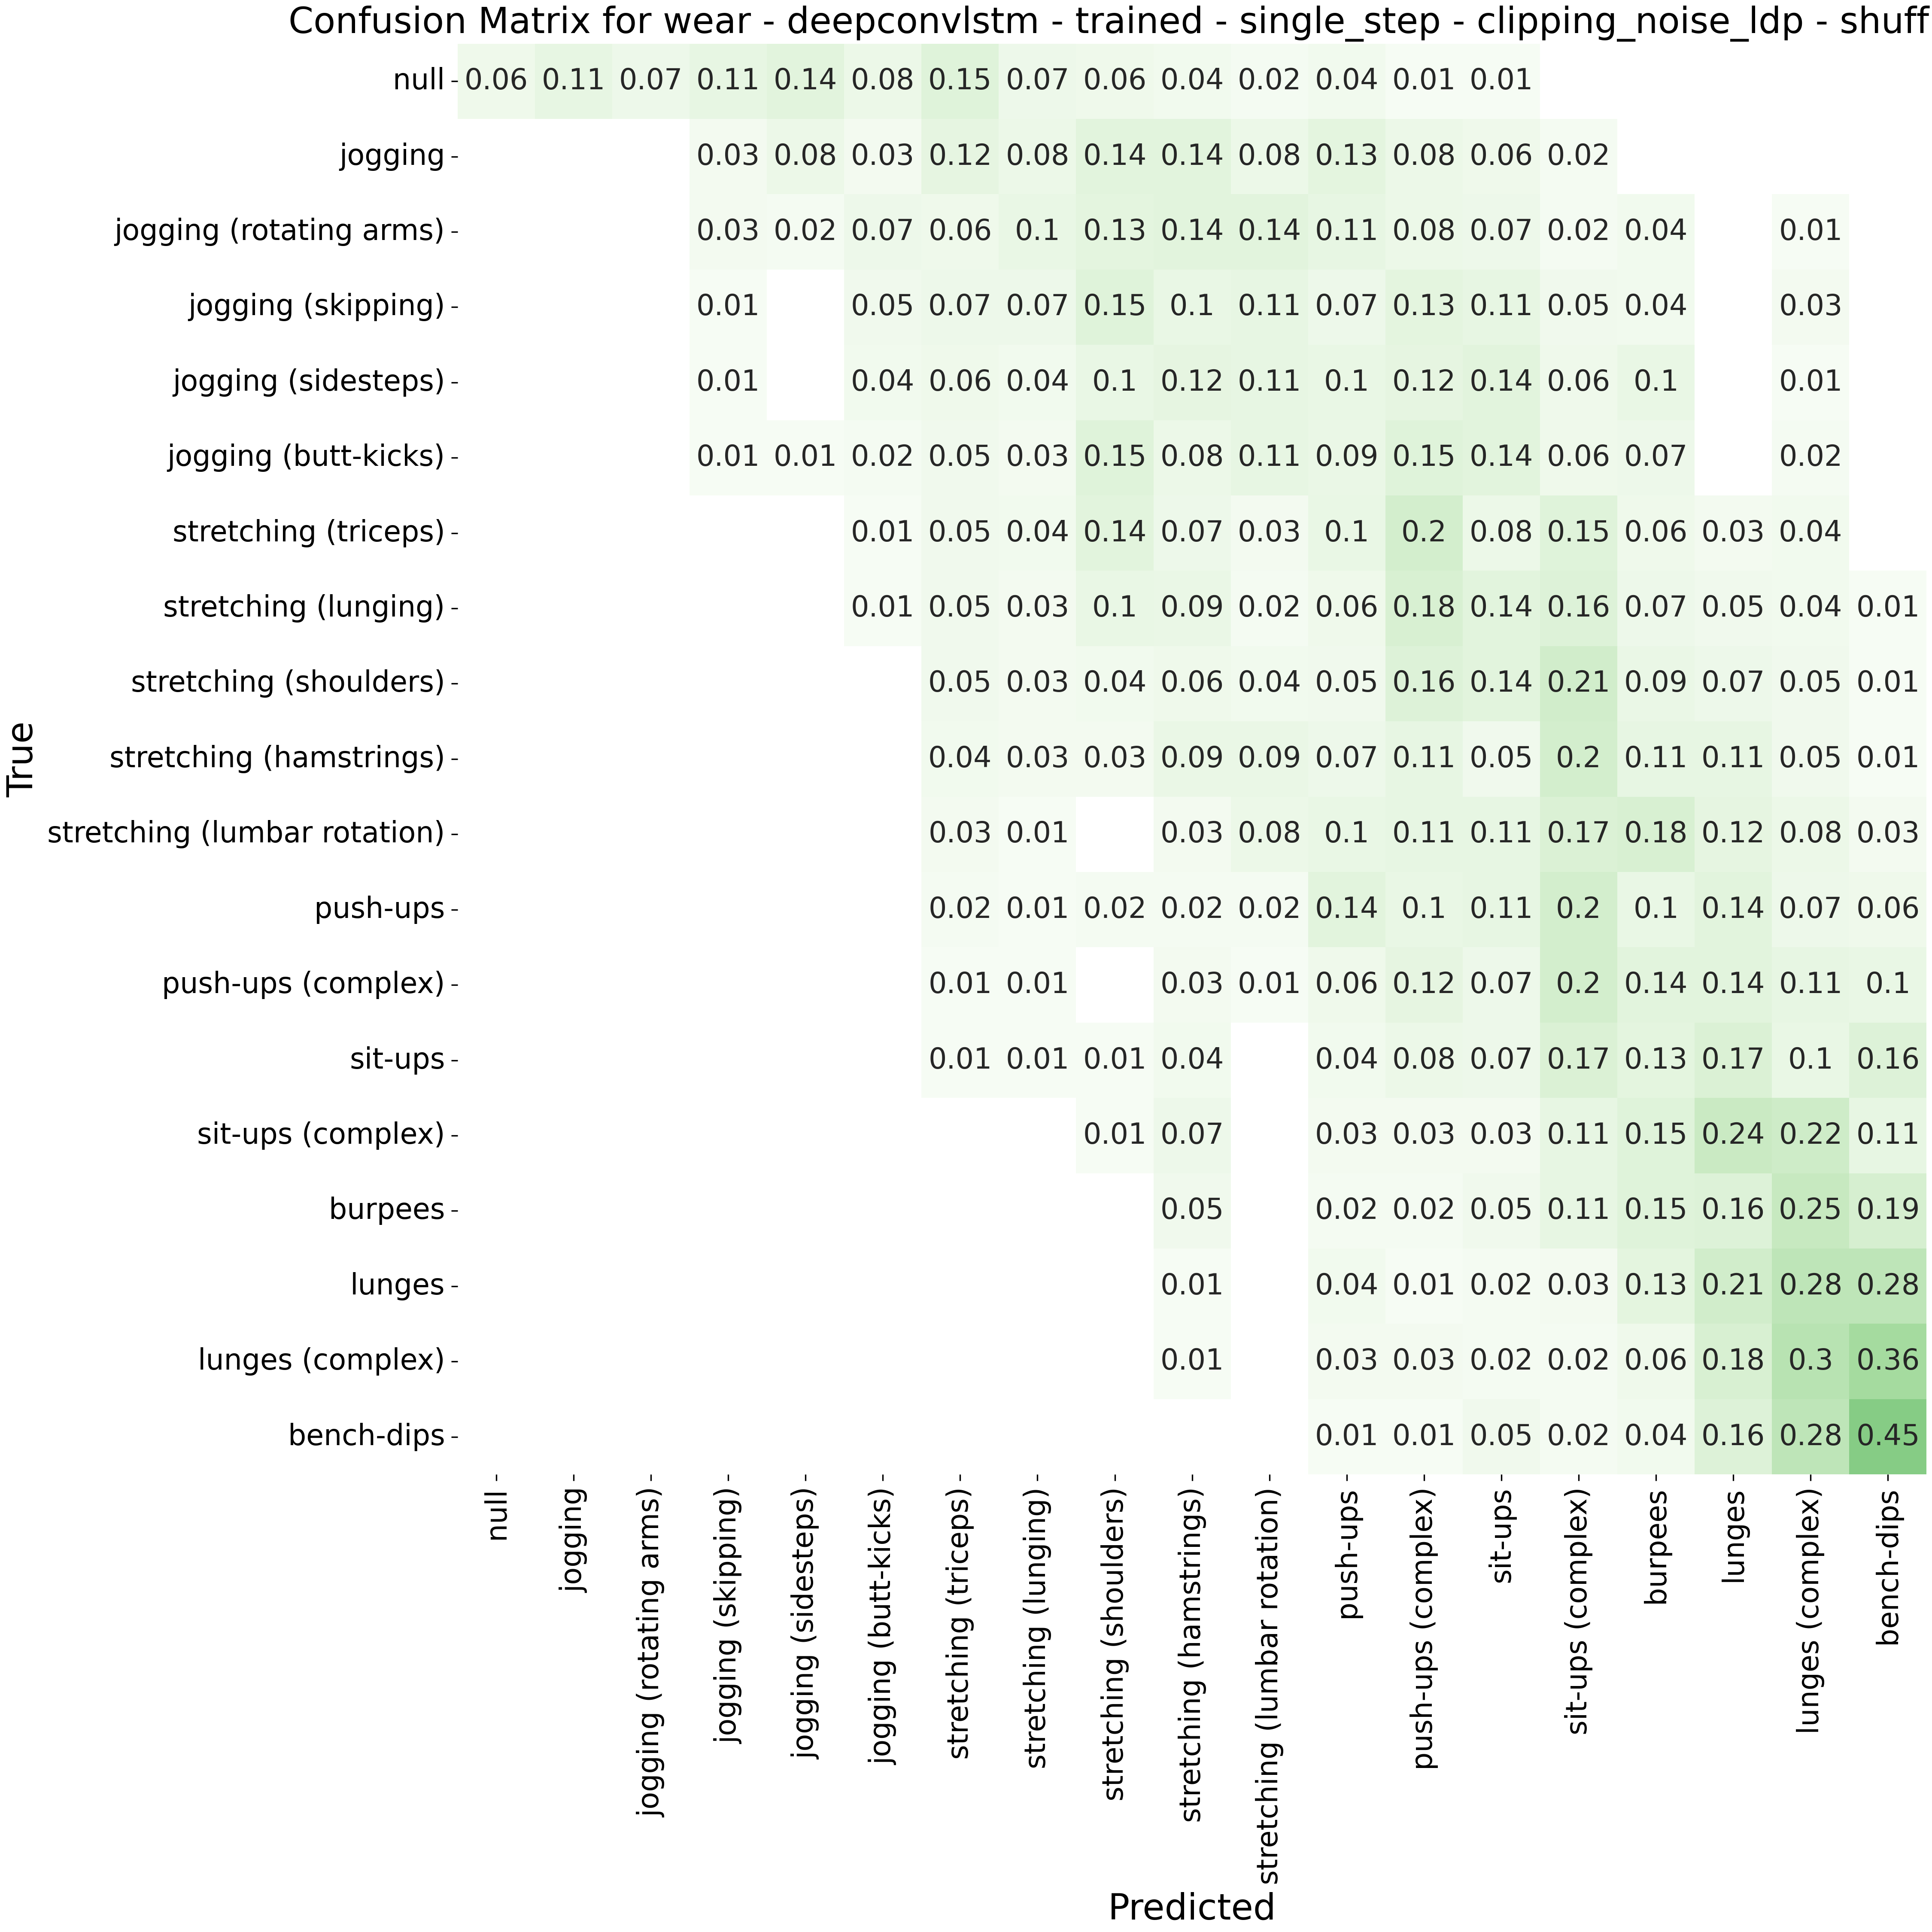 Confusion Matrix for wear - deepconvlstm - trained - single_step - clipping_noise_ldp - shuff
null 0.06 0.11 0.07 0.11 0.14 0.08 0.15 0.07 0.06 0.04 0.02 0.04 0.01 0.01
jogging 0.03 0.08 0.03 0.12 0.08 0.14 0.14 0.08 0.13 0.08 0.06 0.02
jogging (rotating arms) 0.03 0.02 0.07 0.06 0.1 0.13 0.14 0.14 0.11 0.08 0.07 0.02 0.04 0.01
jogging (skipping) 0.01 0.05 0.07 0.07 0.15 0.1 0.11 0.07 0.13 0.11 0.05 0.04 0.03
jogging (sidesteps) 0.01 0.04 0.06 0.04 0.1 0.12 0.11 0.1 0.12 0.14 0.06 0.1 0.01
jogging (butt-kicks) 0.01 0.01 0.02 0.05 0.03 0.15 0.08 0.11 0.09 0.15 0.14 0.06 0.07 0.02
stretching (triceps) 0.01 0.05 0.04 0.14 0.07 0.03 0.1 0.2 0.08 0.15 0.06 0.03 0.04
stretching (lunging) 0.01 0.05 0.03 0.1 0.09 0.02 0.06 0.18 0.14 0.16 0.07 0.05 0.04 0.01
stretching (shoulders) 0.05 0.03 0.04 0.06 0.04 0.05 0.16 0.14 0.21 0.09 0.07 0.05 0.01
stretching (hamstrings) 0.04 0.03 0.03 0.09 0.09 0.07 0.11 0.05 0.2 0.11 0.11 0.05 0.01
stretching (lumbar rotation) 0.03 0.01 0.03 0.08 0.1 0.11 0.11 0.17 0.18 0.12 0.08 0.03
push-ups 0.02 0.01 0.02 0.02 0.02 0.14 0.1 0.11 0.2 0.1 0.14 0.07 0.06
push-ups (complex) 0.01 0.01 0.03 0.01 0.06 0.12 0.07 0.2 0.14 0.14 0.11 0.1
sit-ups 0.01 0.01 0.01 0.04 0.04 0.08 0.07 0.17 0.13 0.17 0.1 0.16
sit-ups (complex) 0.01 0.07 0.03 0.03 0.03 0.11 0.15 0.24 0.22 0.11
burpees 0.05 0.02 0.02 0.05 0.11 0.15 0.16 0.25 0.19
lunges 0.01 0.04 0.01 0.02 0.03 0.13 0.21 0.28 0.28
lunges (complex) 0.01 0.03 0.03 0.02 0.02 0.06 0.18 0.3 0.36
bench-dips 0.01 0.01 0.05 0.02 0.04 0.16 0.28 0.45
True
null
jogging
jogging (rotating arms)
jogging (skipping)
jogging (sidesteps)
jogging (butt-kicks)
stretching (triceps)
stretching (lunging)
stretching (shoulders)
stretching (hamstrings)
stretching (lumbar rotation)
push-ups
push-ups (complex)
sit-ups
sit-ups (complex)
burpees
lunges
lunges (complex)
bench-dips
Predicted